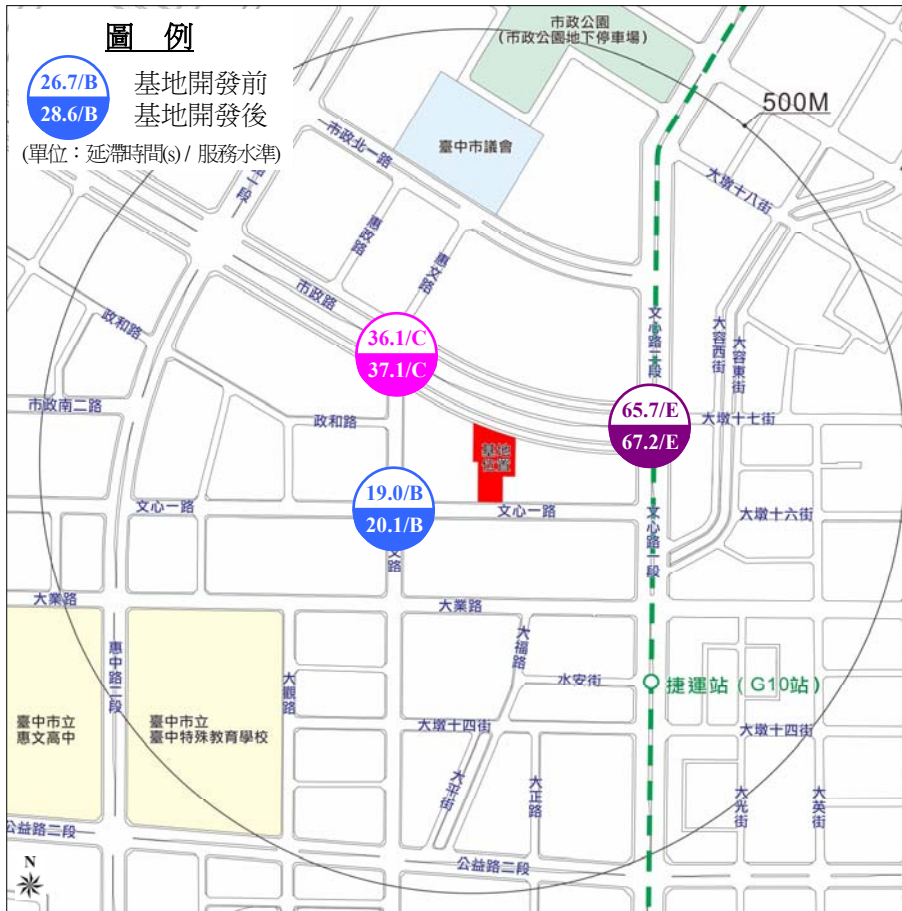 圖 例
26.7/B
28.6/B
基地開發前
基地開發後
(單位：延滯時間(s) / 服務水準)
市政公園
(市政公園地下停車場)
500M
臺中市議會
市政北一路
大墩十八街
惠政路
惠文路
市政路
政和路
文心路二段
大容西街
大容東街
36.1/C
37.1/C
65.7/E
67.2/E
大墩十七街
市政南二路
政和路
基地
位置
19.0/B
20.1/B
文心一路
文心一路
文心路一段
大墩十六街
大業路
大業路
惠中路二段
大觀路
大福路
水安街
捷運站（G10站）
臺中市立
惠文高中
臺中市立
臺中特殊教育學校
大墩十四街
大墩十四街
大平街
大正路
大光街
大英街
公益路二段
公益路二段
N